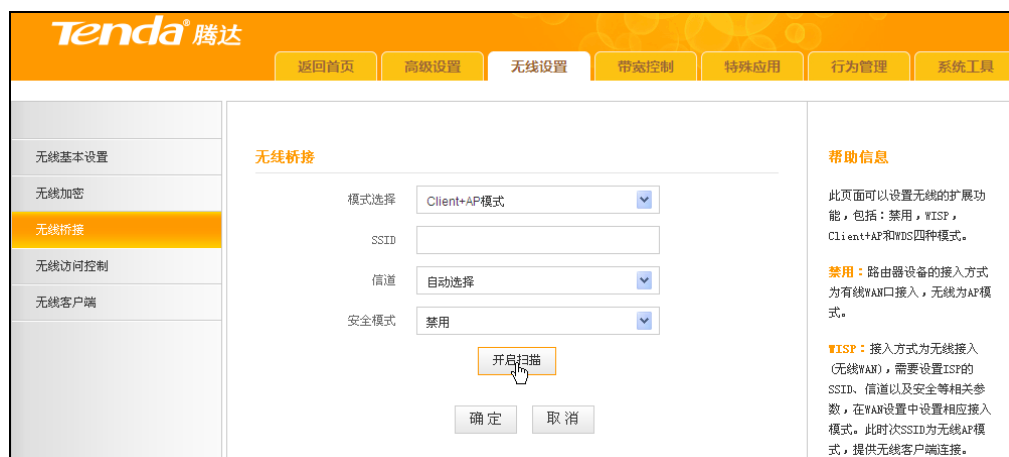 Tenda® 腾达
返回首页 高级设置 无线设置 带宽控制 特殊应用 行为管理 系统工具
无线基本设置
无线加密
无线桥接
无线访问控制
无线客户端
无线桥接
模式选择 Client+AP模式
SSID
信道 自动选择
安全模式 禁用
开启扫描
确定 取消
帮助信息
此页面可以设置无线的扩展功
能，包括：禁用，WISP，
Client+AP和WDS四种模式。
禁用：路由器设备的接入方式
为有线WAN口接入，无线为AP模
式。
WISP：接入方式为无线接入
(无线WAN)，需要设置ISP的
SSID、信道以及安全等相关参
数，在WAN设置中设置相应接入
模式。此时次SSID为无线AP模
式，提供无线客户端连接。